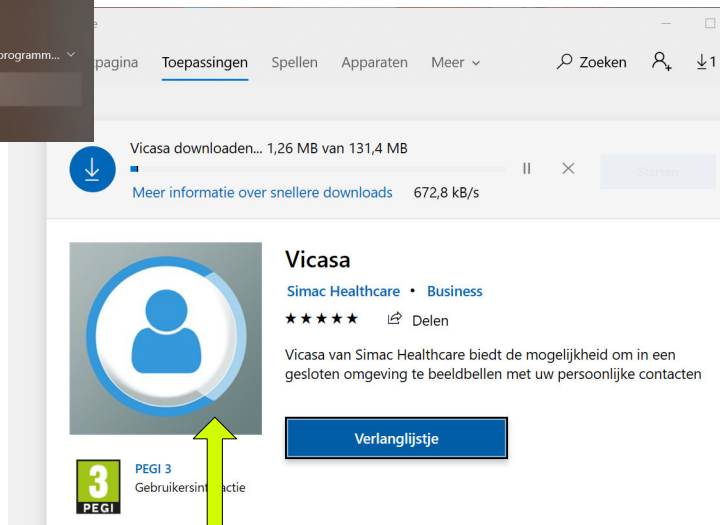 programm...
pagina Toepassingen Spellen Apparaten Meer Zoeken 1
Vicasa downloaden... 1,26 MB van 131,4 MB
Starten
Meer informatie over snellere downloads 672,8 kB/s
Vicasa
Simac Healthcare • Business
★★★★★ Delen
Vicasa van Simac Healthcare biedt de mogelijkheid om in een
gesloten omgeving te beeldbellen met uw persoonlijke contacten
Verlanglijstje
3
PEGI
PEGI 3